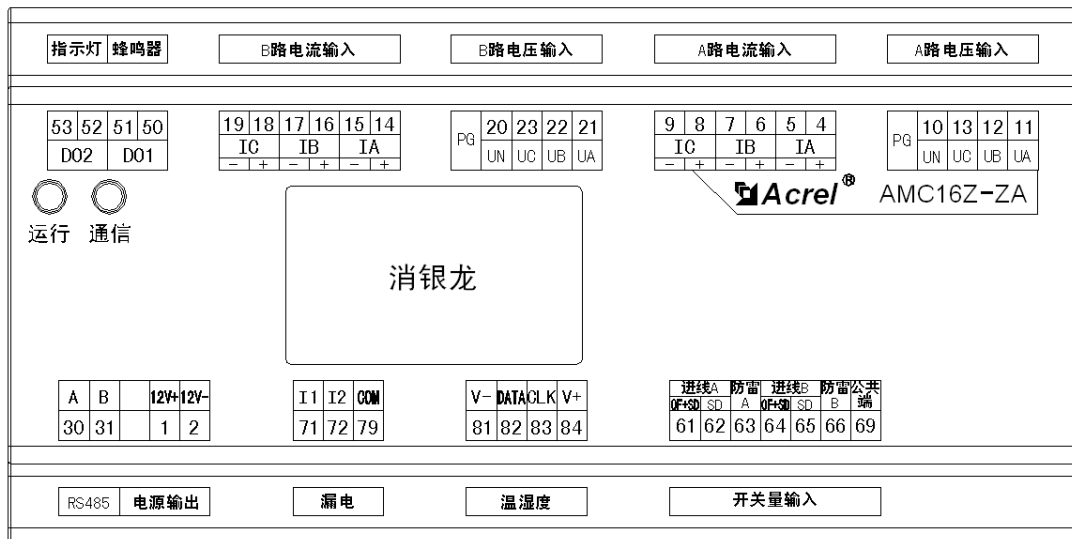 指示灯 蜂鸣器 B路电流输入 B路电压输入 A路电流输入 A路电压输入
53 52 51 50 19 18 17 16 15 14 PG 20 23 22 21 9 8 7 6 5 4 PG 10 13 12 11
DO2 DO1 IC IB IA UN UC UB UA IC IB IA UN UC UB UA
- + - + - + - + - + - +
Acrel® AMC16Z-ZA
运行 通信
消银龙
A B 12V+ 12V- I1 I2 COM V- DATA CLK V+ 进线A 防雷 进线B 防雷 公共
OF+SD SD A OF+SD SD B 端
30 31 1 2 71 72 79 81 82 83 84 61 62 63 64 65 66 69
RS485 电源输出 漏电 温湿度 开关量输入